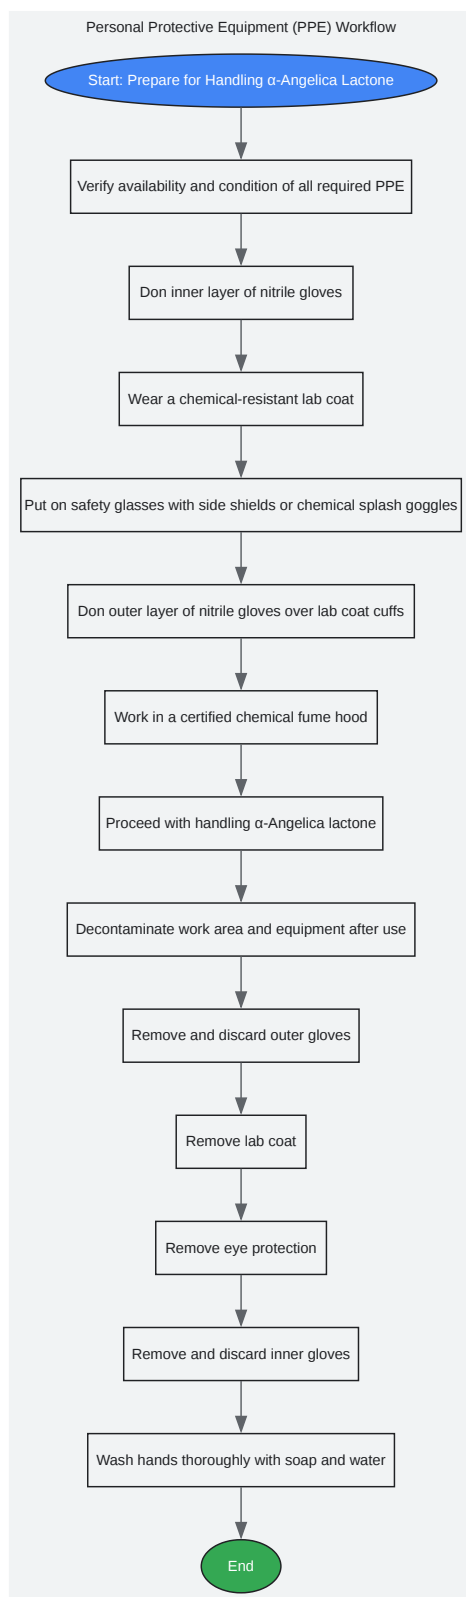 Personal Protective Equipment (PPE) Workflow
Start: Prepare for Handling α-Angelica Lactone
Verify availability and condition of all required PPE
Don inner layer of nitrile gloves
Wear a chemical-resistant lab coat
Put on safety glasses with side shields or chemical splash goggles
Don outer layer of nitrile gloves over lab coat cuffs
Work in a certified chemical fume hood
Proceed with handling α-Angelica lactone
Decontaminate work area and equipment after use
Remove and discard outer gloves
Remove lab coat
Remove eye protection
Remove and discard inner gloves
Wash hands thoroughly with soap and water
End